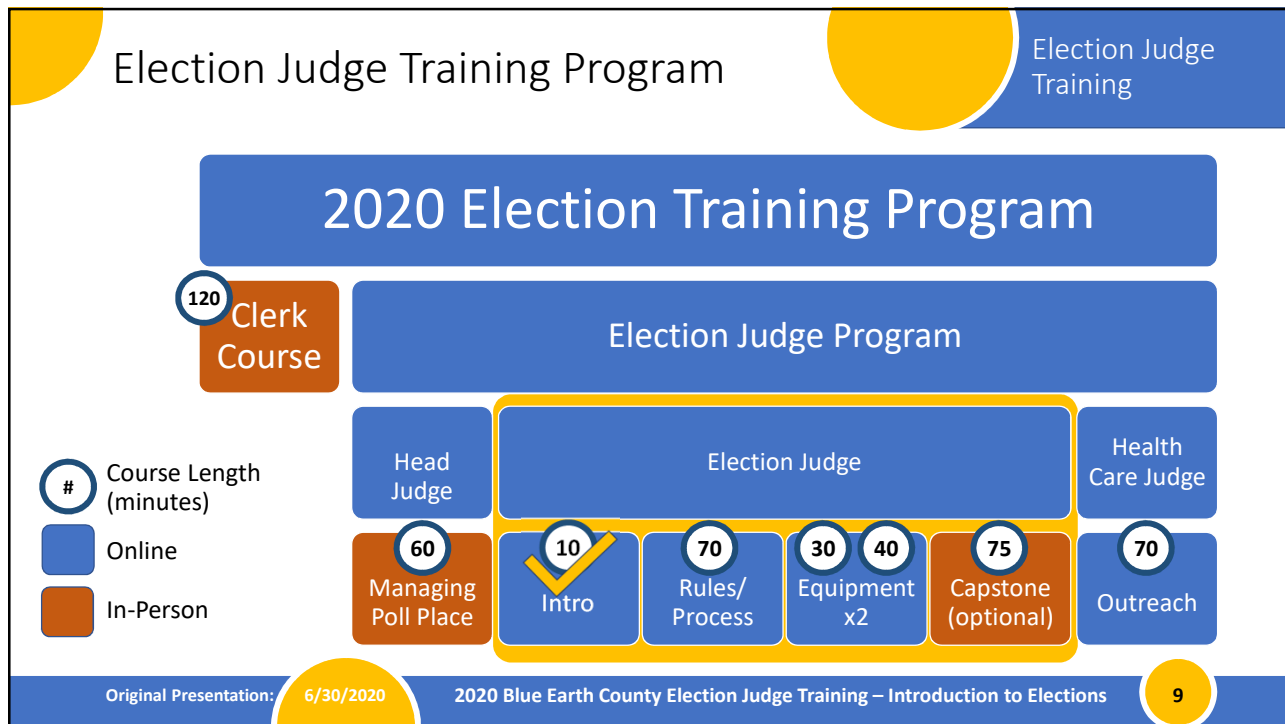 Election Judge Training Program
Election Judge
Training
2020 Election Training Program
120
Clerk
Course
Election Judge Program
Head
Judge
Election Judge
Health
Care Judge
#
Course Length
(minutes)
Online
In-Person
60
Managing
Poll Place
10
Intro
70
Rules/
Process
30
40
Equipment
x2
75
Capstone
(optional)
70
Outreach
Original Presentation:
6/30/2020
2020 Blue Earth County Election Judge Training – Introduction to Elections
9